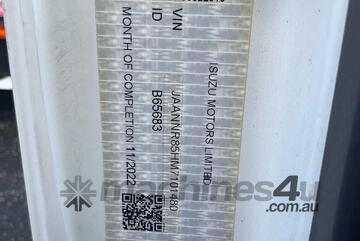 ISUZU MOTORS LIMITED
VIN JAANNR85HM7101480
ID B65683
MONTH OF COMPLETION 11/2022
machines4u
.com.au